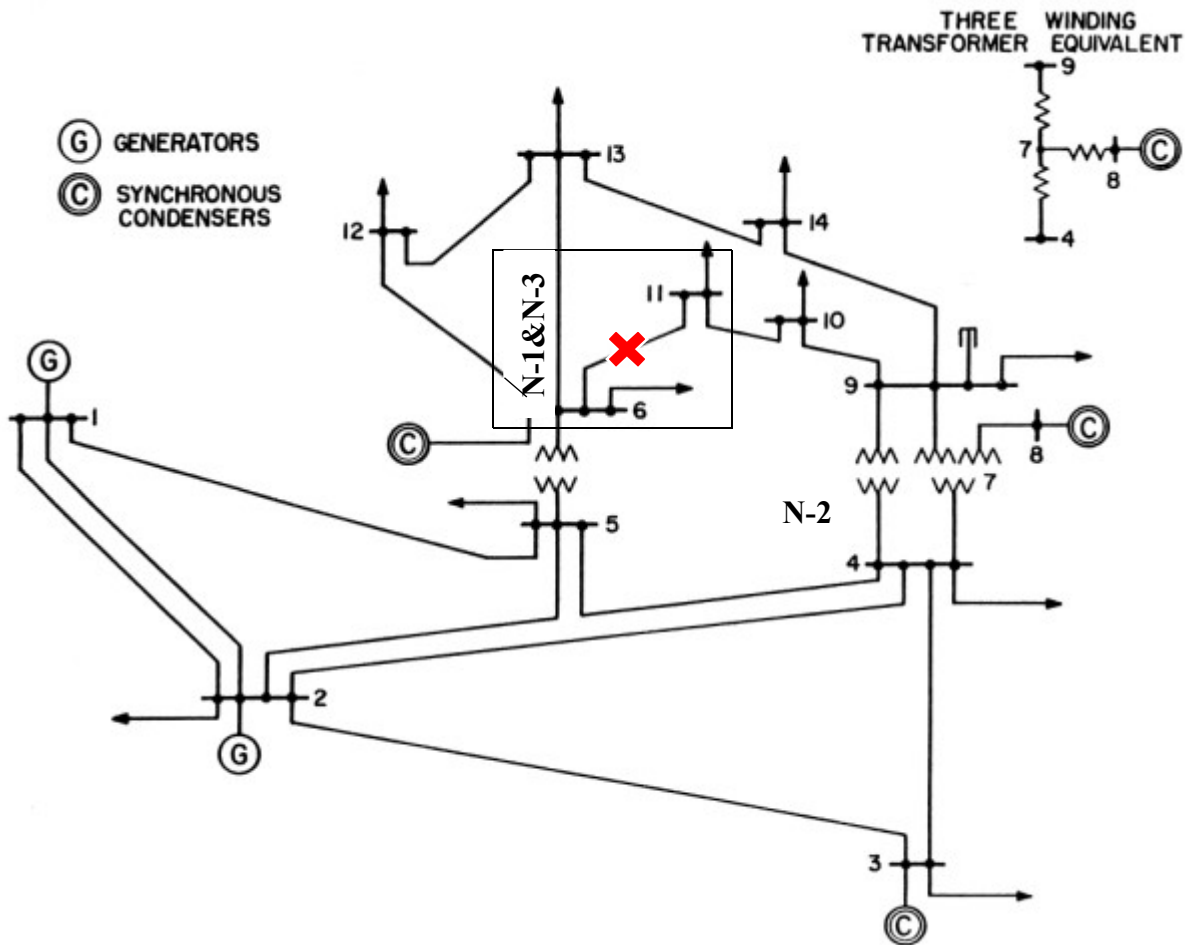 THREE WINDING
TRANSFORMER EQUIVALENT
9
7
C
8
4
G GENERATORS
C SYNCHRONOUS
CONDENSERS
13
12
14
11
10
N-1&N-3
G
1
9
6
C
C
8
7
5
N-2
4
2
G
3
C